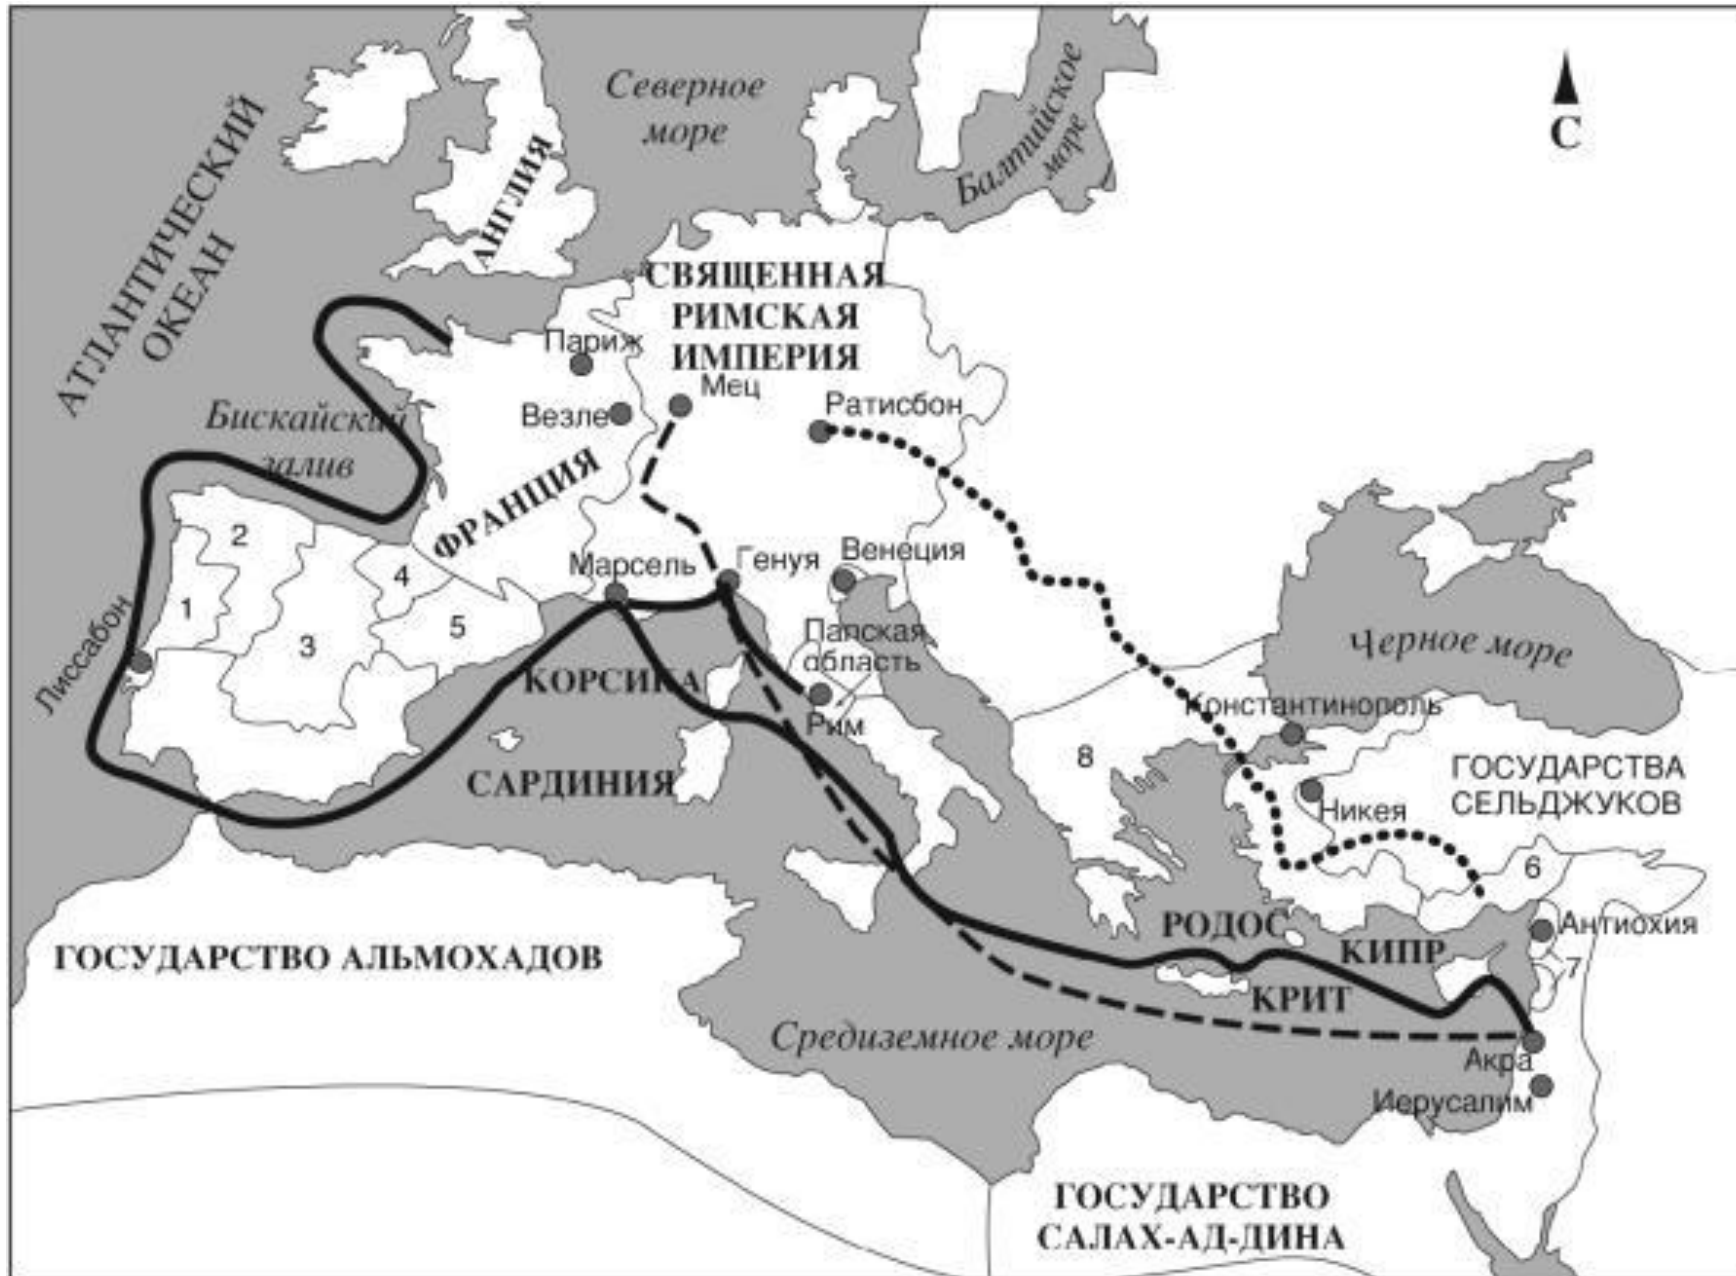 Северное
море
Балтийское
море
С
АТЛАНТИЧЕСКИЙ
ОКЕАН
АНГЛИЯ
СВЯЩЕННАЯ
РИМСКАЯ
ИМПЕРИЯ
Париж
Мец
Везле
Ратисбон
Бискайский
залив
ФРАНЦИЯ
2
4
1
3
5
Марсель
Генуя
Венеция
Лиссабон
Папская
область
Рим
КОРСИКА
САРДИНИЯ
Черное море
Константинополь
8
Никея
ГОСУДАРСТВА
СЕЛЬДЖУКОВ
6
Антиохия
7
РОДОС
КИПР
КРИТ
ГОСУДАРСТВО АЛЬМОХАДОВ
Средиземное море
Акра
Иерусалим
ГОСУДАРСТВО
САЛАХ-АД-ДИНА